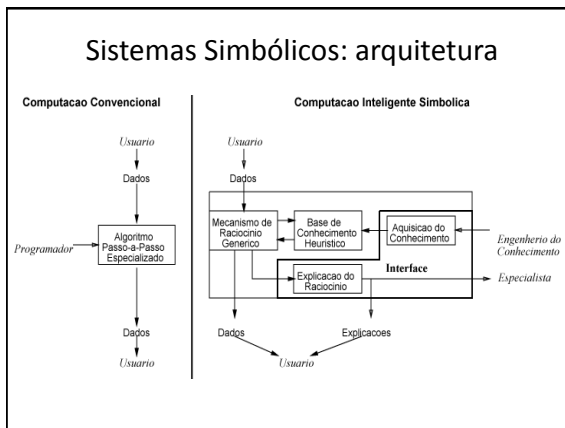 Sistemas Simbólicos: arquitetura
Computacao Convencional
Usuario
Dados
Programador
Algoritmo
Passo-a-Passo
Especializado
Dados
Usuario
Computacao Inteligente Simbolica
Usuario
Dados
Mecanismo de
Raciocinio
Generico
Base de
Conhecimento
Heuristico
Aquisicao do
Conhecimento
Engenherio do
Conhecimento
Interface
Explicacao do
Raciocinio
Especialista
Dados
Explicacoes
Usuario